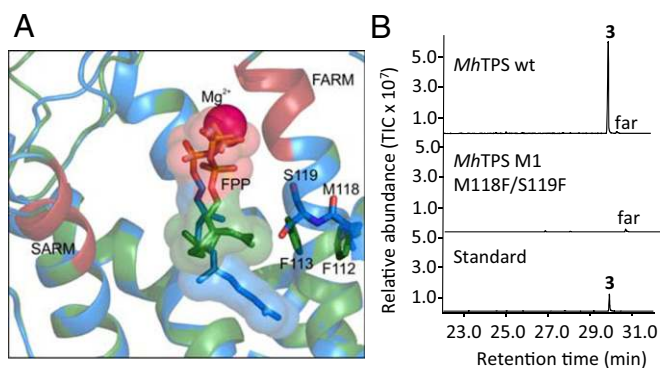 A
FARM
Mg²⁺
FPP
S119
M118
SARM
F113
F112
B
Relative abundance (TIC x 10⁷)
3
5.0
MhTPS wt
3.0
far
1.0
5.0
MhTPS M1
3.0
M118F/S119F
1.0
far
5.0
Standard
3.0
3
1.0
23.0 25.0 27.0 29.0 31.0
Retention time (min)